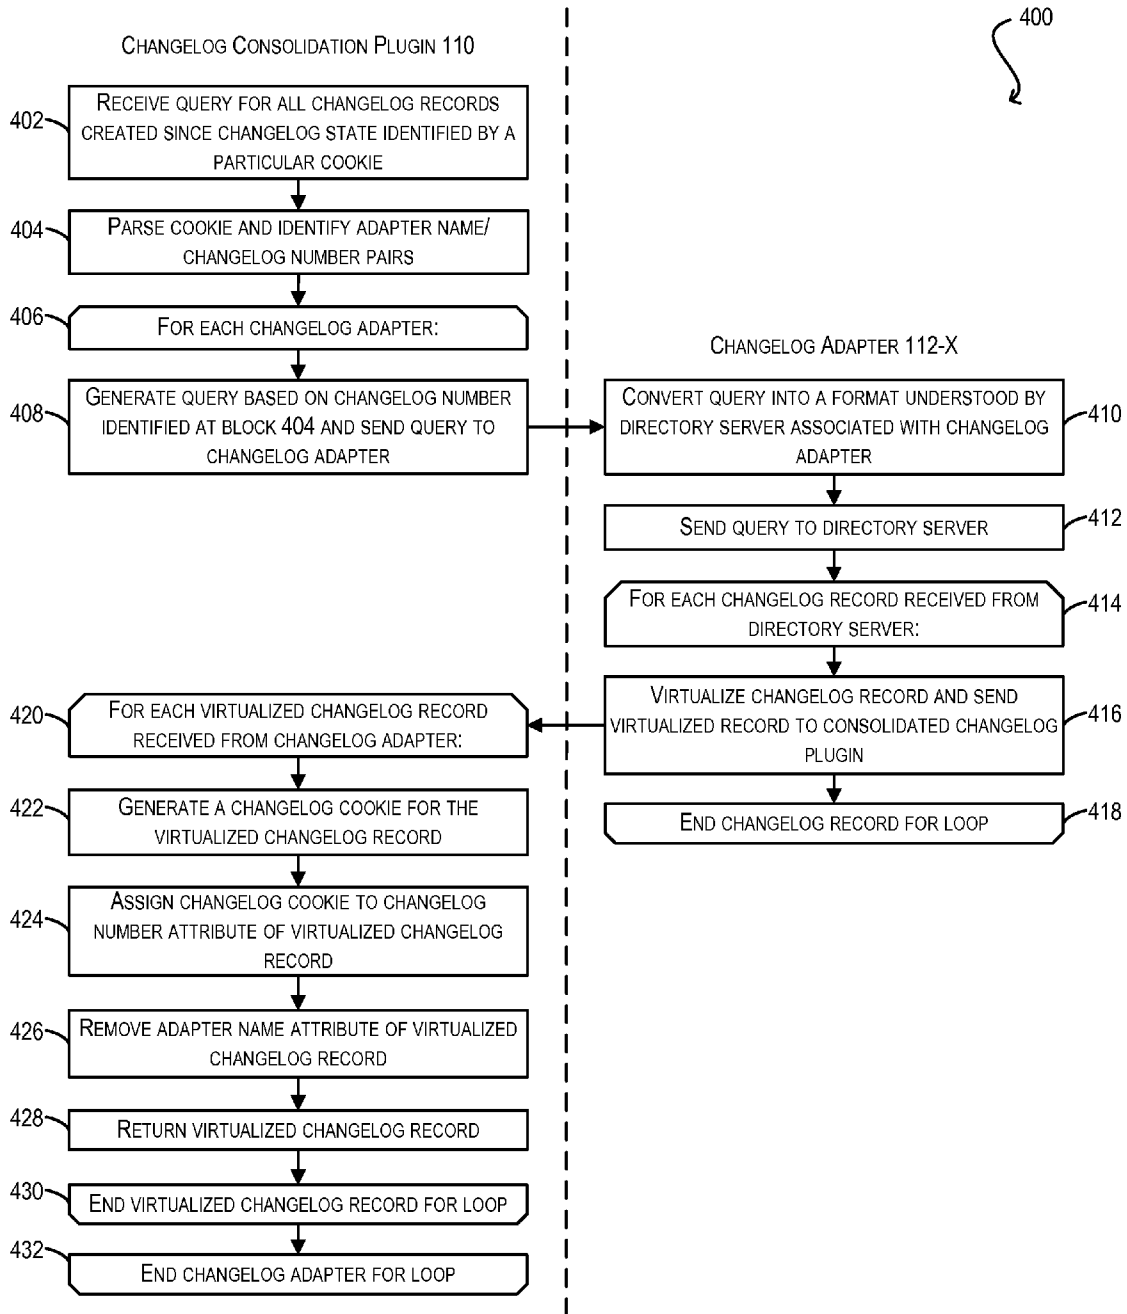 400
CHANGELOG CONSOLIDATION PLUGIN 110
402
RECEIVE QUERY FOR ALL CHANGELOG RECORDS
CREATED SINCE CHANGELOG STATE IDENTIFIED BY A
PARTICULAR COOKIE
404
PARSE COOKIE AND IDENTIFY ADAPTER NAME/
CHANGELOG NUMBER PAIRS
406
FOR EACH CHANGELOG ADAPTER:
408
GENERATE QUERY BASED ON CHANGELOG NUMBER
IDENTIFIED AT BLOCK 404 AND SEND QUERY TO
CHANGELOG ADAPTER
CHANGELOG ADAPTER 112-X
CONVERT QUERY INTO A FORMAT UNDERSTOOD BY
DIRECTORY SERVER ASSOCIATED WITH CHANGELOG
ADAPTER
410
SEND QUERY TO DIRECTORY SERVER
412
FOR EACH CHANGELOG RECORD RECEIVED FROM
DIRECTORY SERVER:
414
VIRTUALIZE CHANGELOG RECORD AND SEND
VIRTUALIZED RECORD TO CONSOLIDATED CHANGELOG
PLUGIN
416
END CHANGELOG RECORD FOR LOOP
418
420
FOR EACH VIRTUALIZED CHANGELOG RECORD
RECEIVED FROM CHANGELOG ADAPTER:
422
GENERATE A CHANGELOG COOKIE FOR THE
VIRTUALIZED CHANGELOG RECORD
424
ASSIGN CHANGELOG COOKIE TO CHANGELOG
NUMBER ATTRIBUTE OF VIRTUALIZED CHANGELOG
RECORD
426
REMOVE ADAPTER NAME ATTRIBUTE OF VIRTUALIZED
CHANGELOG RECORD
428
RETURN VIRTUALIZED CHANGELOG RECORD
430
END VIRTUALIZED CHANGELOG RECORD FOR LOOP
432
END CHANGELOG ADAPTER FOR LOOP